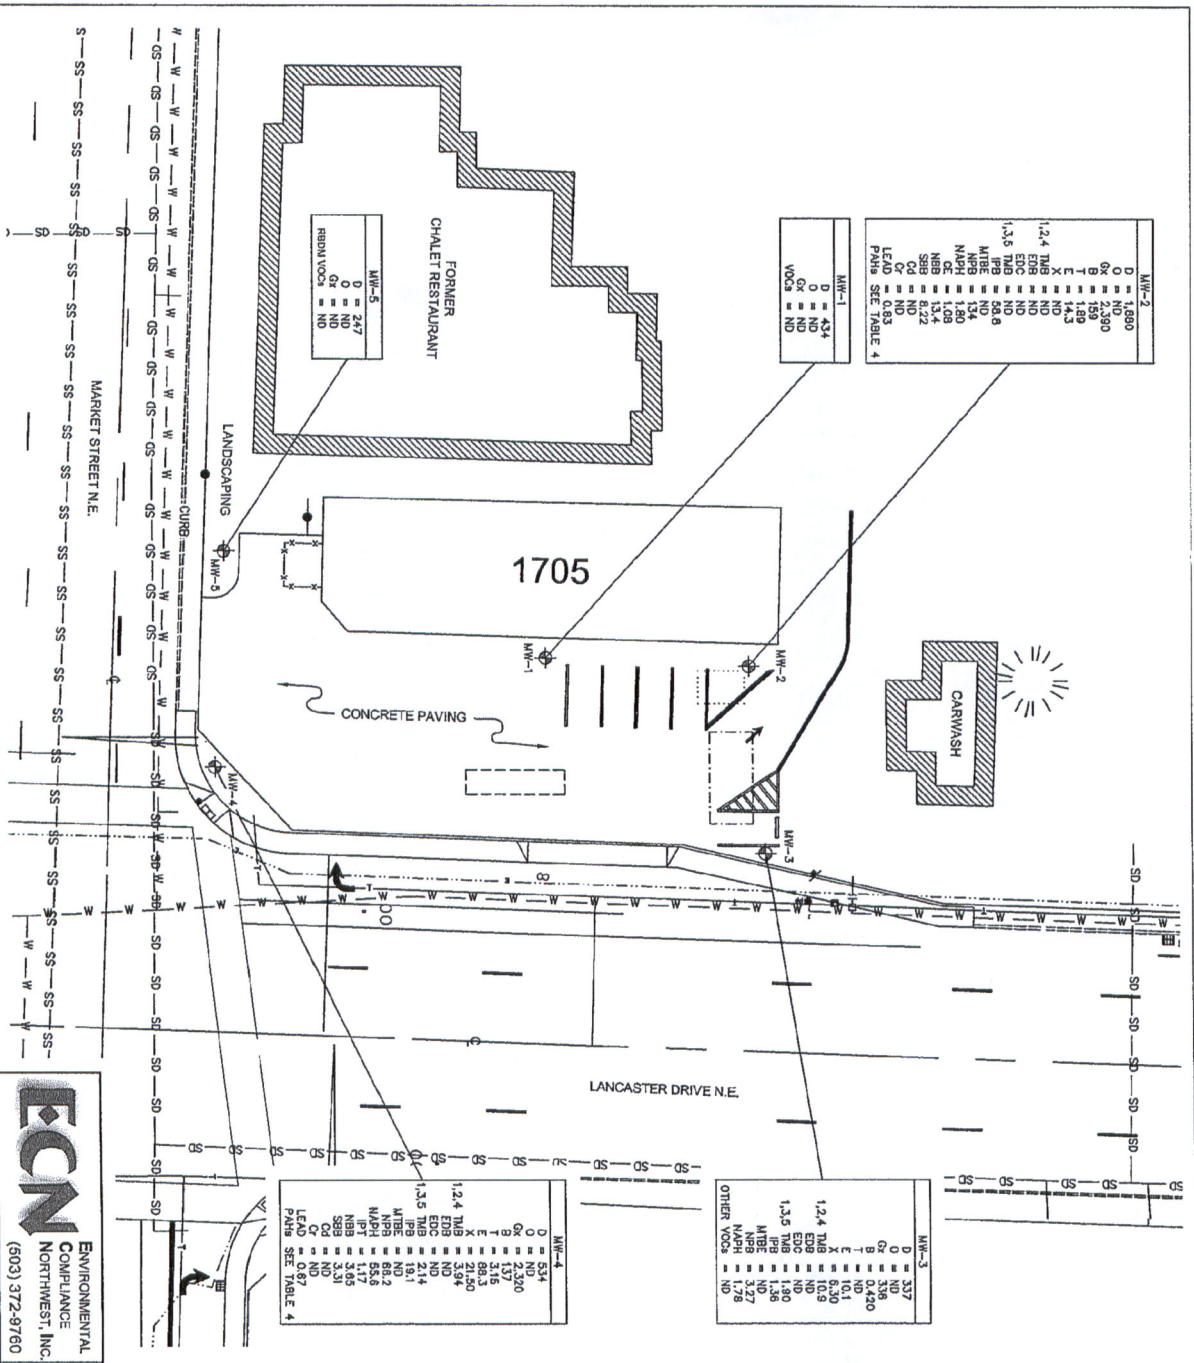 MW-2
D = 1,880
O = ND
Gx = 2,390
B = 159
T = 1.89
E = 14.3
X = ND
1,2,4 TMB = ND
EDB = ND
EDC = ND
1,3,5 TMB = ND
IPB = 58.8
MTBE = ND
NPB = 134
NAPH = 1.80
CE = 1.08
NBB = 13.4
SBB = 8.22
Cd = ND
Cr = ND
LEAD = 0.83
PAHs SEE TABLE 4
MW-1
D = 434
O = ND
Gx = ND
VOCs = ND
MW-5
D = 247
O = ND
Gx = ND
RBDM VOCs = ND
FORMER
CHALET RESTAURANT
CARWASH
1705
MW-2
MW-1
MW-3
MW-4
MW-5
CONCRETE PAVING
LANDSCAPING
CURB
MARKET STREET N.E.
LANCASTER DRIVE N.E.
MW-3
D = 337
O = ND
Gx = 336
B = 0.420
T = ND
E = 10.1
X = 6.30
1,2,4 TMB = 10.9
EDB = ND
EDC = ND
1,3,5 TMB = 1.90
IPB = 1.36
MTBE = ND
NPB = 3.27
NAPH = 1.78
OTHER VOCs = ND
MW-4
D = 534
O = ND
Gx = 2,320
B = 137
T = 3.15
E = 88.3
X = 21.50
1,2,4 TMB = 3.94
EDB = ND
EDC = ND
1,3,5 TMB = 2.14
IPB = 19.1
MTBE = ND
NPB = 66.2
NAPH = 55.6
IPT = 1.17
NBB = 3.65
SBB = 3.31
Cd = ND
Cr = ND
LEAD = 0.67
PAHs SEE TABLE 4
ECN
ENVIRONMENTAL
COMPLIANCE
NORTHWEST, INC.
(503) 372-9760